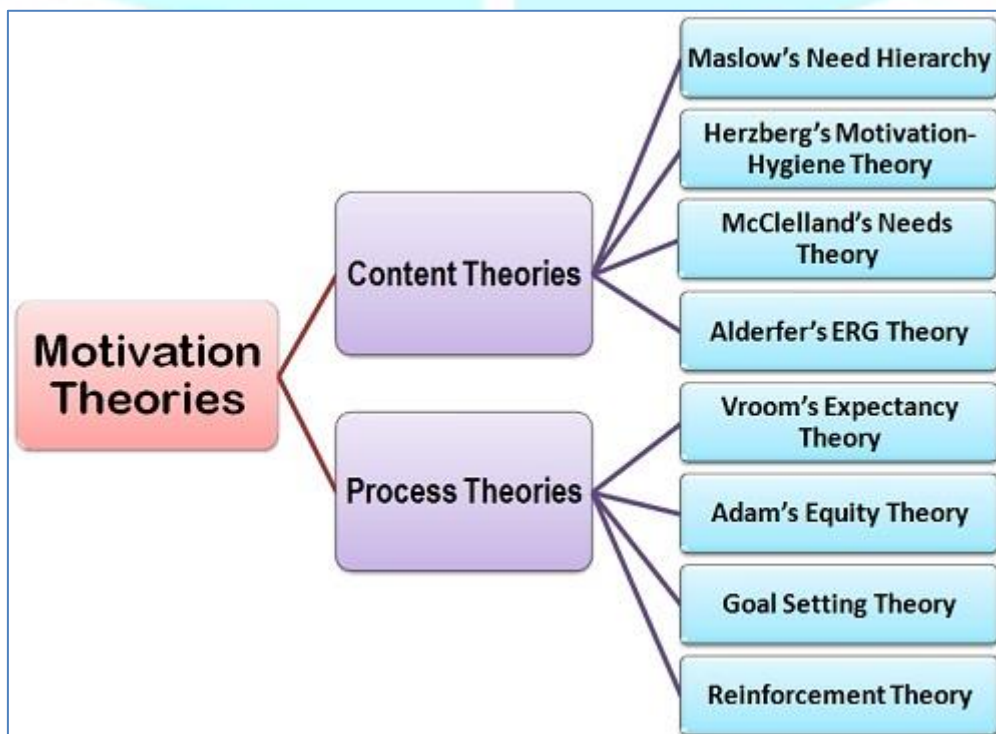 Motivation
Theories
Content Theories
Process Theories
Maslow’s Need Hierarchy
Herzberg’s Motivation-
Hygiene Theory
McClelland’s Needs
Theory
Alderfer’s ERG Theory
Vroom’s Expectancy
Theory
Adam’s Equity Theory
Goal Setting Theory
Reinforcement Theory